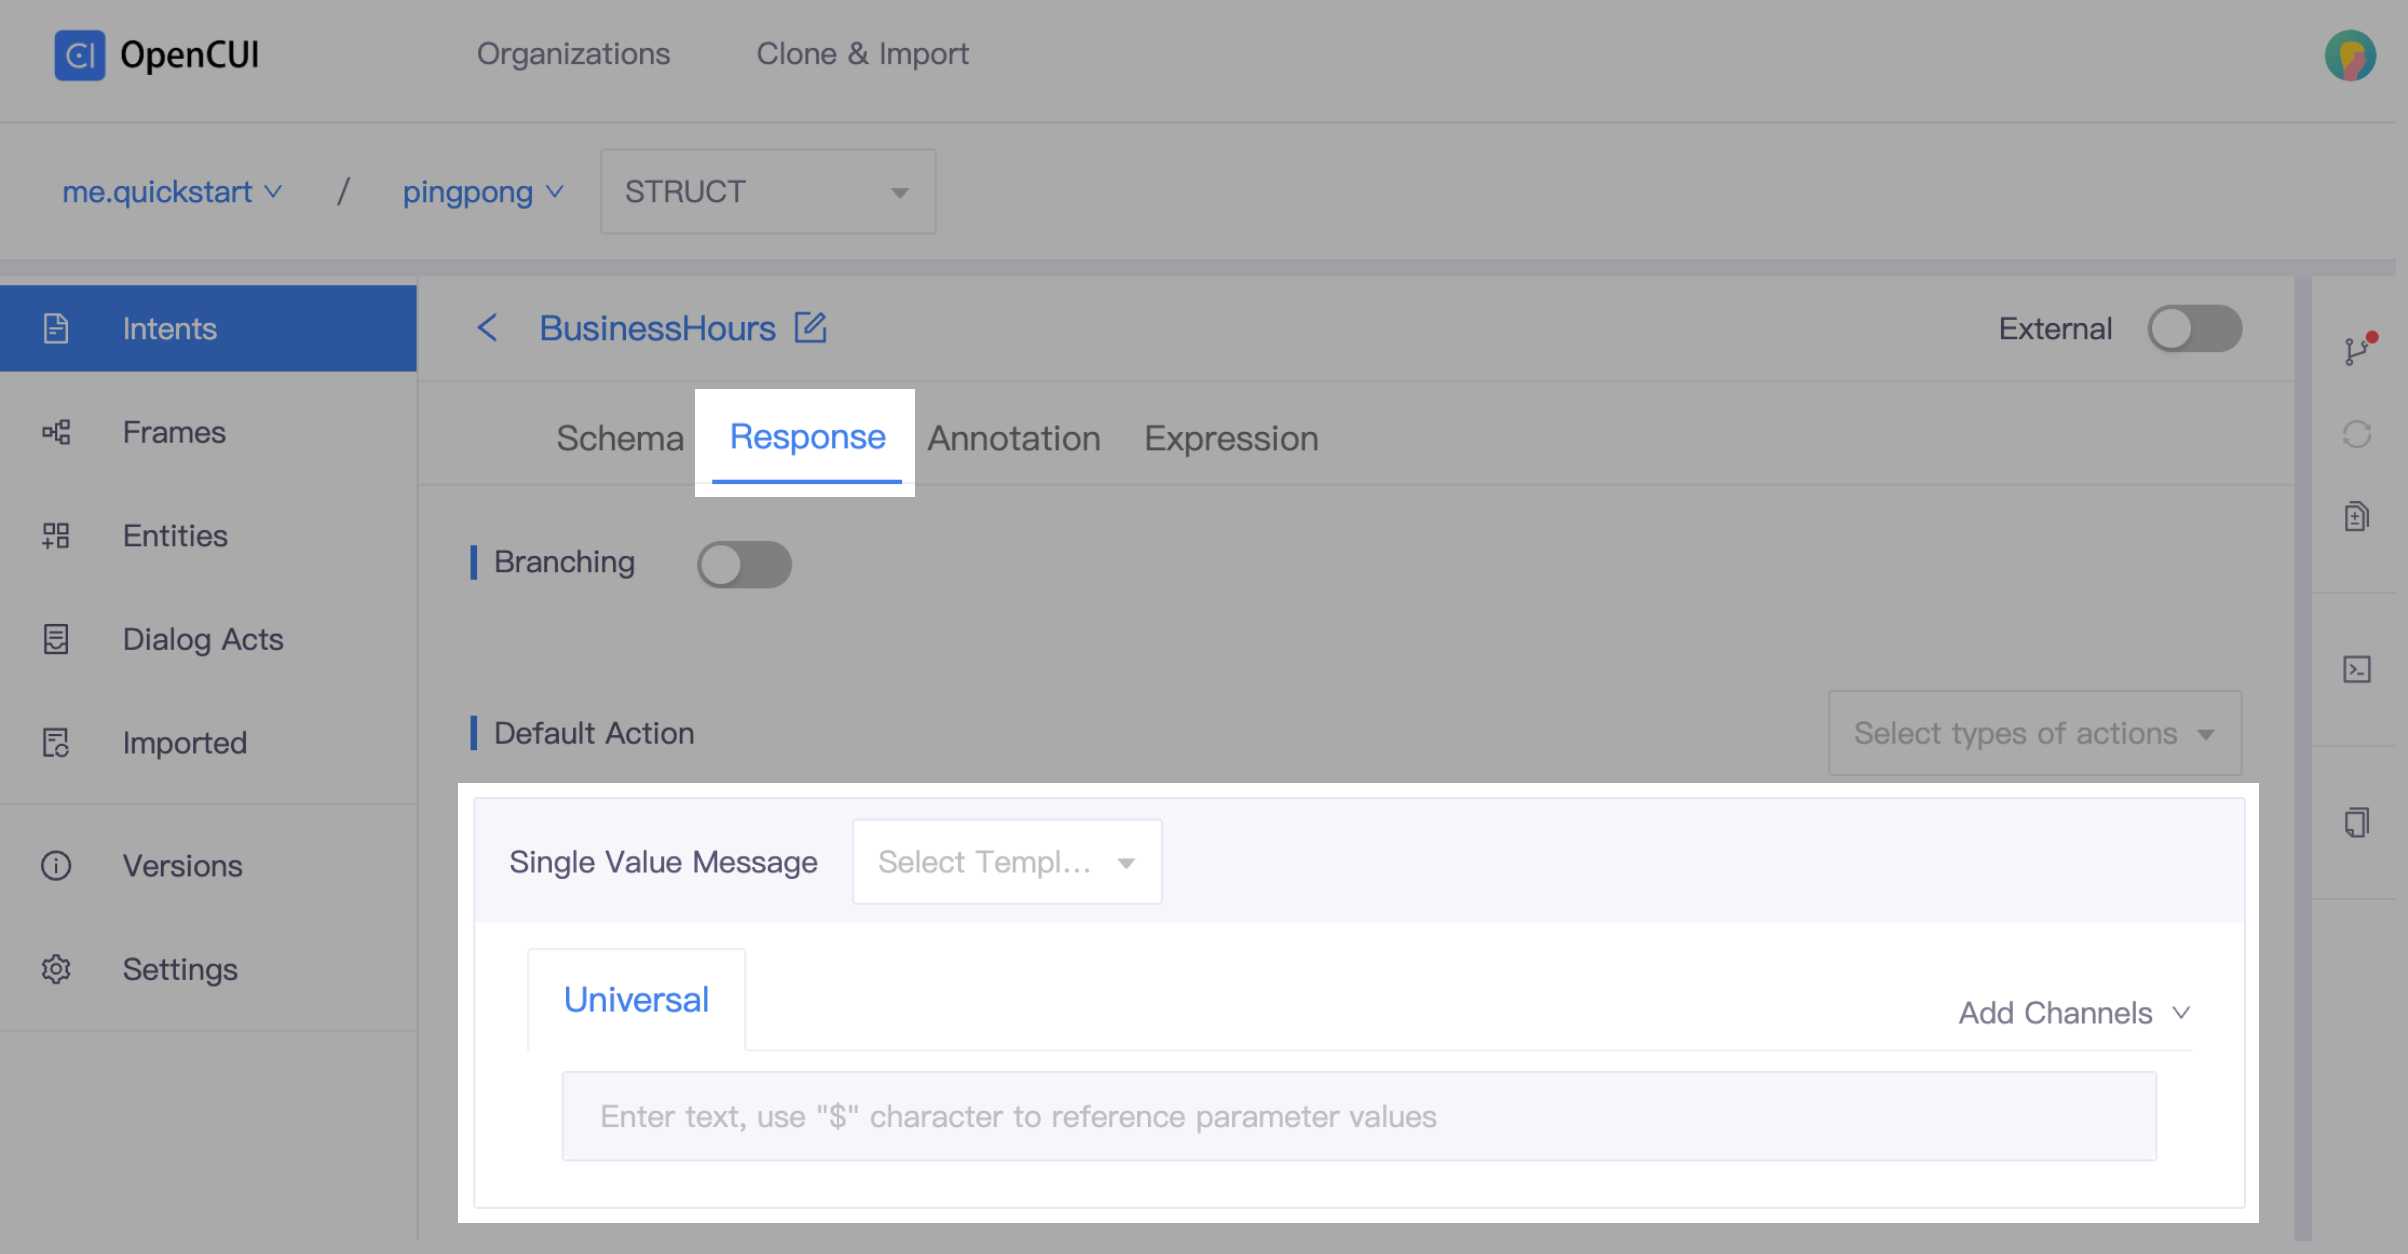 OpenCUI
Organizations
Clone & Import
me.quickstart
/
pingpong
STRUCT
Intents
Frames
Entities
Dialog Acts
Imported
Versions
Settings
BusinessHours
External
Schema
Response
Annotation
Expression
Branching
Default Action
Select types of actions
Single Value Message
Select Templ...
Universal
Add Channels
Enter text, use "$" character to reference parameter values